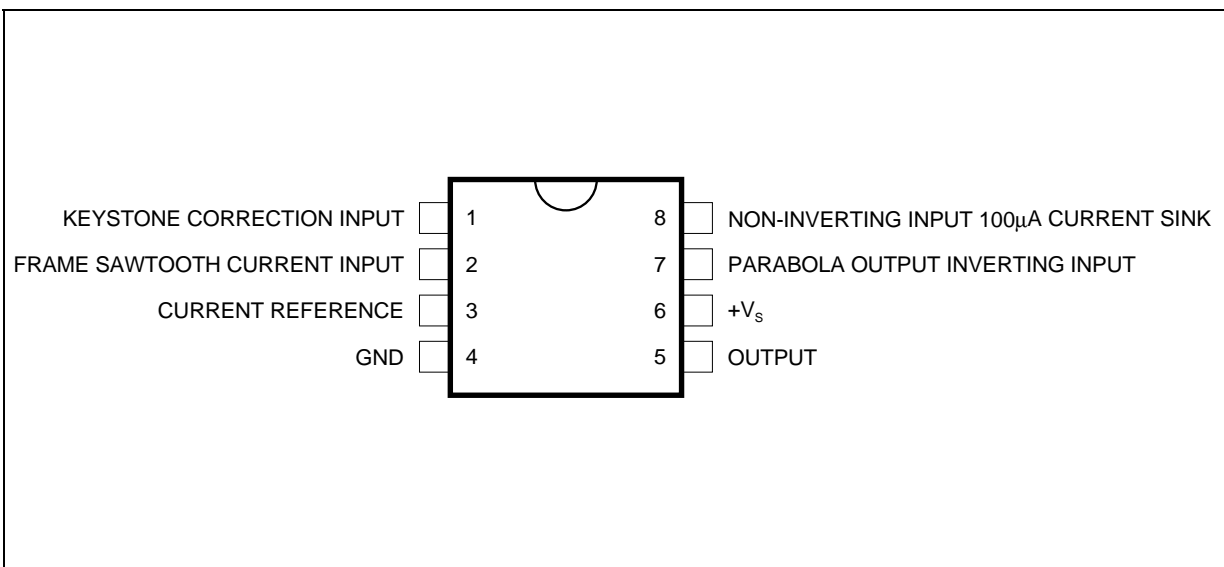 KEYSTONE CORRECTION INPUT 1 8 NON-INVERTING INPUT 100μA CURRENT SINK
FRAME SAWTOOTH CURRENT INPUT 2 7 PARABOLA OUTPUT INVERTING INPUT
CURRENT REFERENCE 3 6 +Vs
GND 4 5 OUTPUT